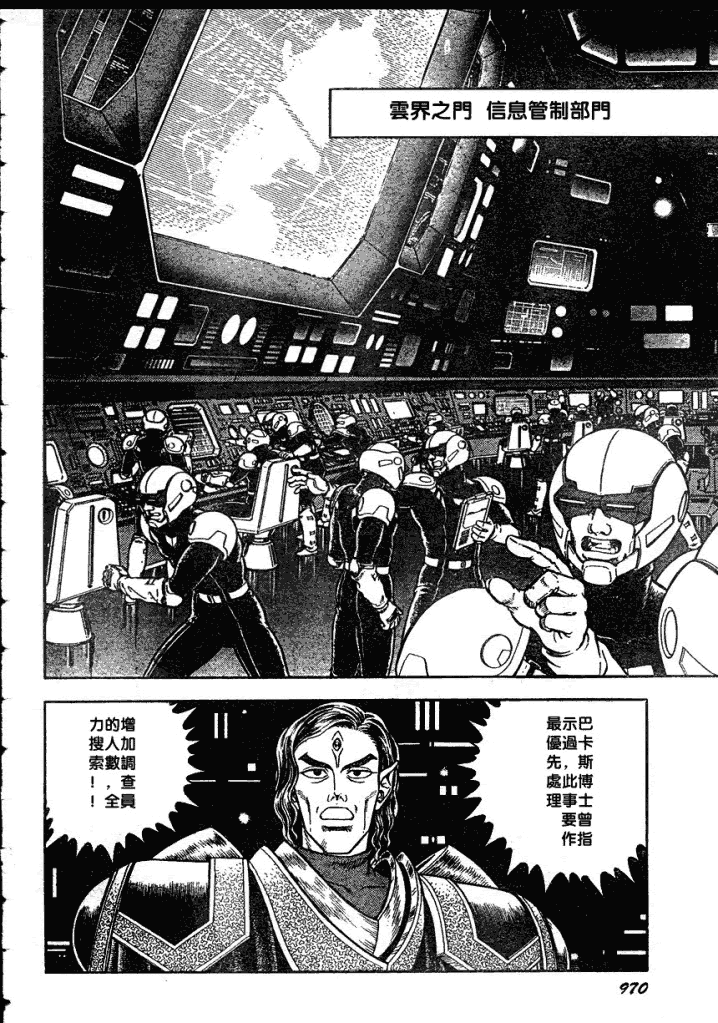 雲界之門 信息管制部門
巴卡斯博士曾指
示過，此事要作
最優先處理
增加調查員
的人數，全
力搜索！！
970